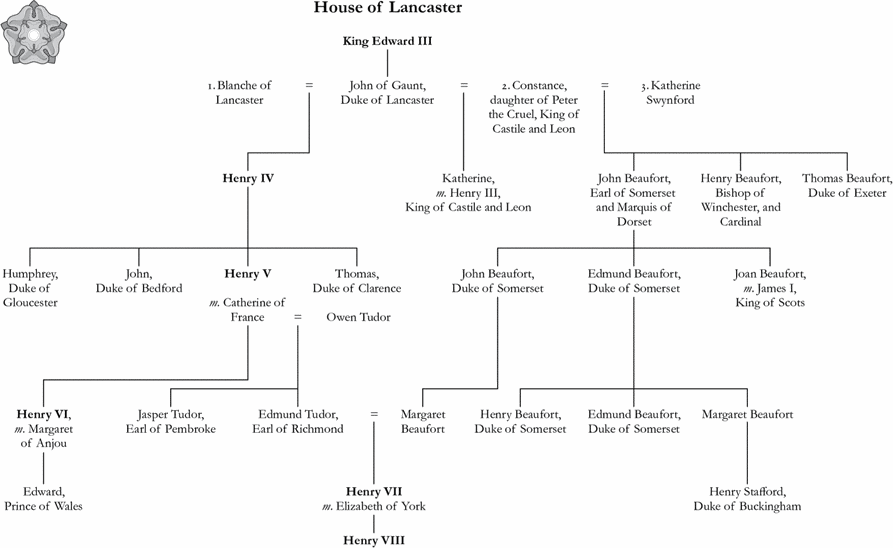 House of Lancaster
King Edward III
1. Blanche of
Lancaster
=
John of Gaunt,
Duke of Lancaster
=
2. Constance,
daughter of Peter
the Cruel, King of
Castile and Leon
=
3. Katherine
Swynford
Henry IV
Katherine,
m. Henry III,
King of Castile and Leon
John Beaufort,
Earl of Somerset
and Marquis of
Dorset
Henry Beaufort,
Bishop of
Winchester, and
Cardinal
Thomas Beaufort,
Duke of Exeter
Humphrey,
Duke of
Gloucester
John,
Duke of Bedford
Henry V
m. Catherine of
France
=
Owen Tudor
Thomas,
Duke of Clarence
John Beaufort,
Duke of Somerset
Edmund Beaufort,
Duke of Somerset
Joan Beaufort,
m. James I,
King of Scots
Henry VI,
m. Margaret
of Anjou
Jasper Tudor,
Earl of Pembroke
Edmund Tudor,
Earl of Richmond
=
Margaret
Beaufort
Henry Beaufort,
Duke of Somerset
Edmund Beaufort,
Duke of Somerset
Margaret Beaufort
Edward,
Prince of Wales
Henry VII
m. Elizabeth of York
Henry Stafford,
Duke of Buckingham
Henry VIII